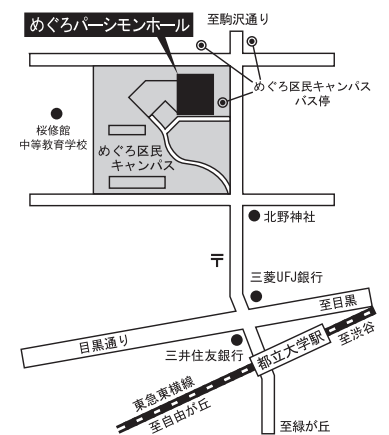 至駒沢通り
めぐろパーシモンホール
めぐろ区民キャンパス
バス停
桜修館
中等教育学校
めぐろ区民
キャンパス
北野神社
〒
三菱UFJ銀行
至目黒
目黒通り
三井住友銀行
都立大学駅
至渋谷
東急東横線
至自由が丘
至緑が丘